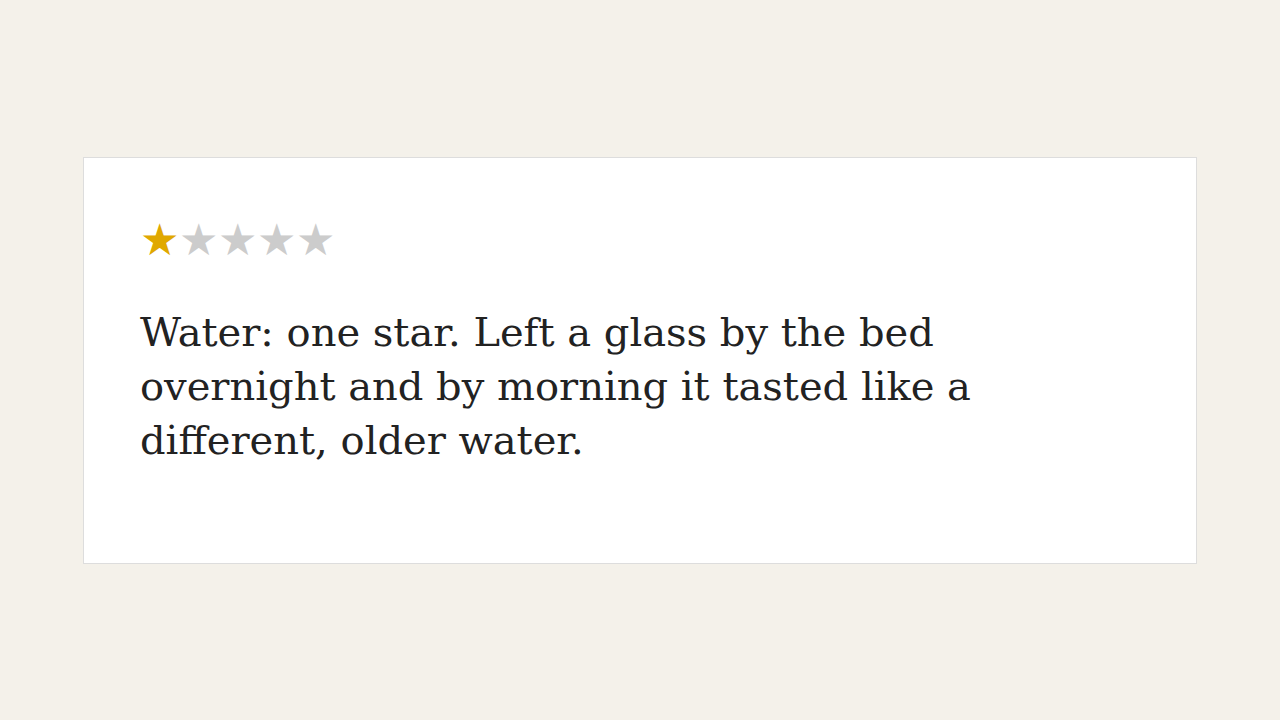 Water: one star. Left a glass by the bed
overnight and by morning it tasted like a
different, older water.